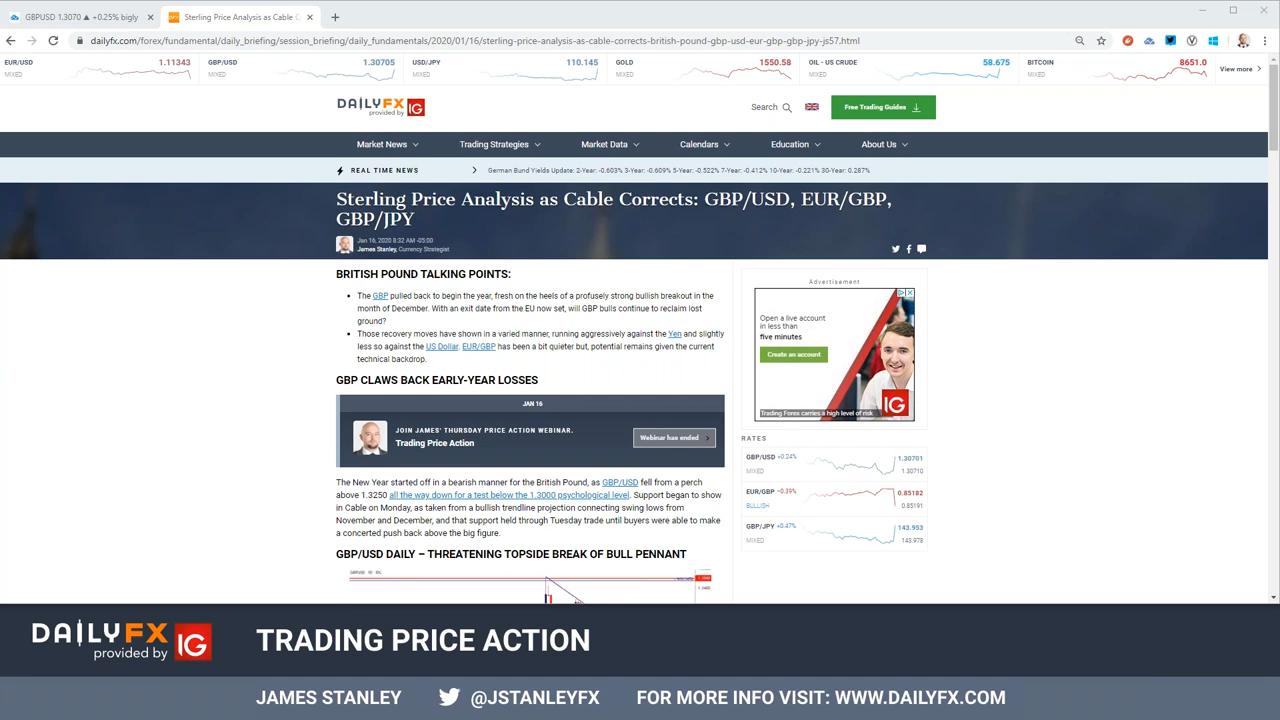 GBPUSD 1.3070 ▲ +0.25% bigly
Sterling Price Analysis as Cable C
dailyfx.com/forex/fundamental/daily_briefing/session_briefing/daily_fundamentals/2020/01/16/sterling-price-analysis-as-cable-corrects-british-pound-gbp-usd-eur-gbp-gbp-jpy-js57.html
EUR/USD 1.11343
MIXED
GBP/USD 1.30705
MIXED
USD/JPY 110.145
MIXED
GOLD 1550.58
MIXED
OIL - US CRUDE 58.675
MIXED
BITCOIN 8651.0
MIXED
View more
DAILYFX IG
provided by
Search
Free Trading Guides
Market News Trading Strategies Market Data Calendars Education About Us
REAL TIME NEWS German Bund Yields Update: 2-Year: -0.603% 3-Year: -0.609% 5-Year: -0.522% 7-Year: -0.412% 10-Year: -0.221% 30-Year: 0.287%
Sterling Price Analysis as Cable Corrects: GBP/USD, EUR/GBP,
GBP/JPY
Jan 16, 2020 8:32 AM -05:00
James Stanley, Currency Strategist
BRITISH POUND TALKING POINTS:
• The GBP pulled back to begin the year, fresh on the heels of a profusely strong bullish breakout in the
month of December. With an exit date from the EU now set, will GBP bulls continue to reclaim lost
ground?
• Those recovery moves have shown in a varied manner, running aggressively against the Yen and slightly
less so against the US Dollar. EUR/GBP has been a bit quieter but, potential remains given the current
technical backdrop.
GBP CLAWS BACK EARLY-YEAR LOSSES
JAN 16
JOIN JAMES' THURSDAY PRICE ACTION WEBINAR.
Trading Price Action
Webinar has ended
The New Year started off in a bearish manner for the British Pound, as GBP/USD fell from a perch
above 1.3250 all the way down for a test below the 1.3000 psychological level. Support began to show
in Cable on Monday, as taken from a bullish trendline projection connecting swing lows from
November and December, and that support held through Tuesday trade until buyers were able to make
a concerted push back above the big figure.
GBP/USD DAILY – THREATENING TOPSIDE BREAK OF BULL PENNANT
Advertisement
Open a live account
in less than
five minutes
Create an account
IG
Trading Forex carries a high level of risk
RATES
GBP/USD +0.24% 1.30701
MIXED 1.30710
EUR/GBP -0.39% 0.85182
BULLISH 0.85191
GBP/JPY +0.47% 143.953
MIXED 143.978
DAILYFX
provided by IG
TRADING PRICE ACTION
JAMES STANLEY @JSTANLEYFX FOR MORE INFO VISIT: WWW.DAILYFX.COM